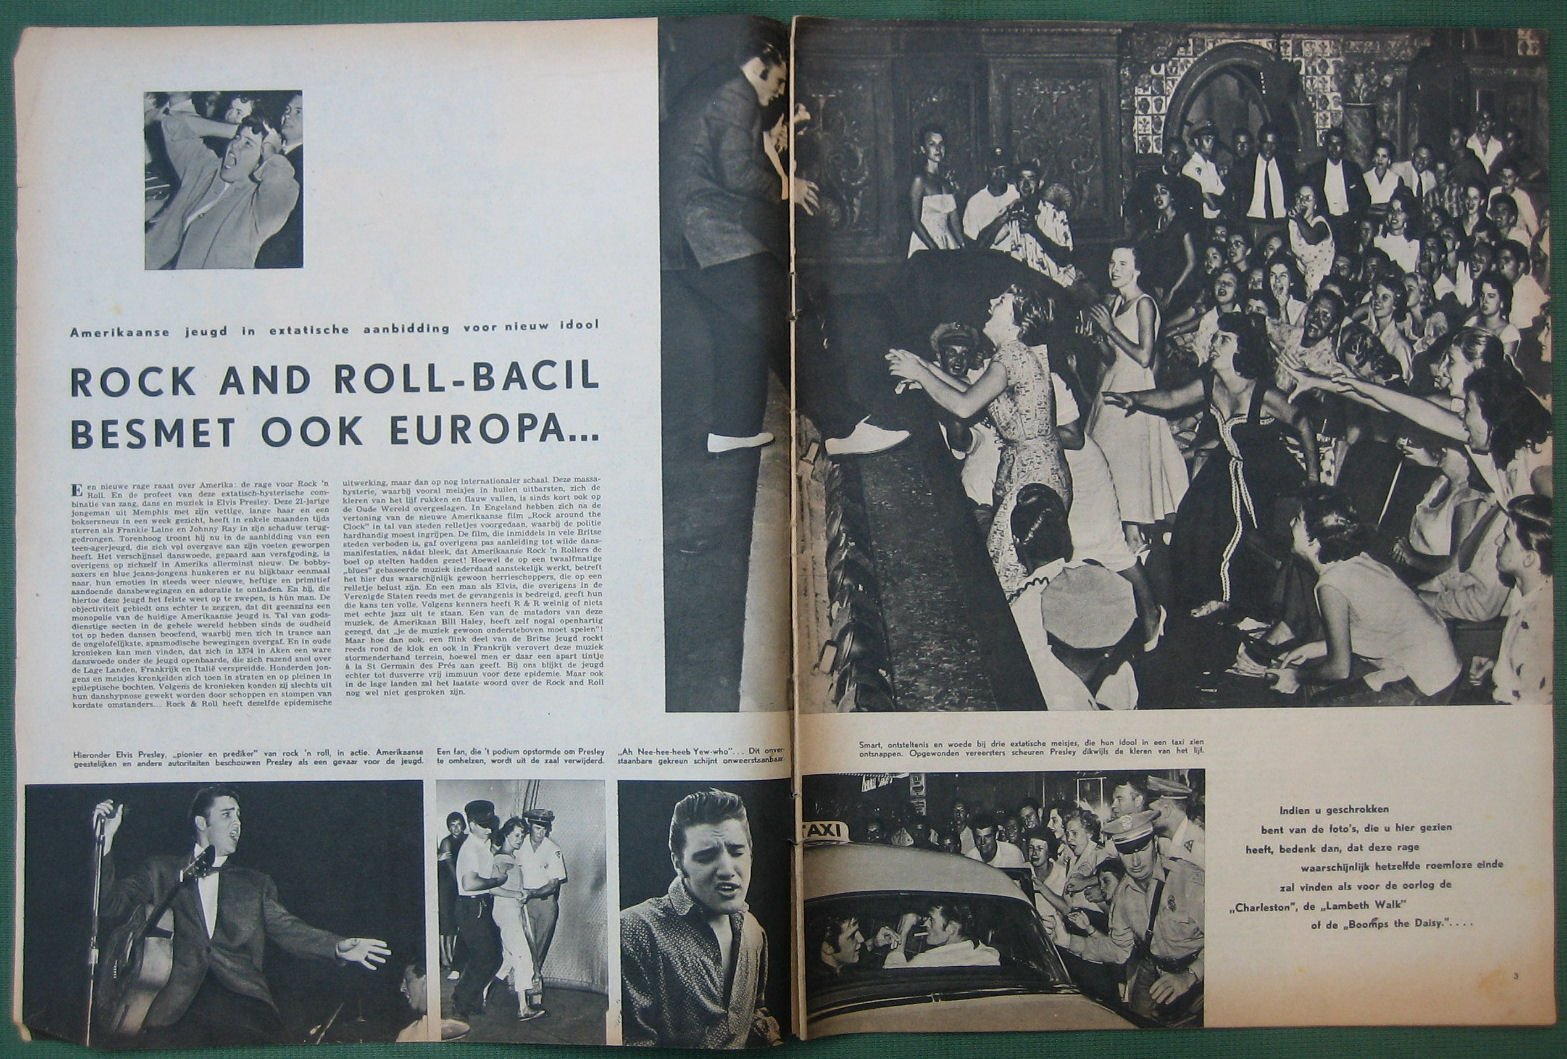 Amerikaanse jeugd in extatische aanbidding voor nieuw idool
ROCK AND ROLL-BACIL
BESMET OOK EUROPA...
Een nieuwe rage raast over Amerika: de rage voor Rock 'n
Roll. En de profeet van deze extatisch-hysterische com-
binatie van zang, dans en muziek is Elvis Presley. Deze 21-jarige
jongeman uit Memphis met zijn vettige, lange haar en een
boksersneus in een week gezicht, heeft in enkele maanden tijds
sterren als Frankie Laine en Johnny Ray in zijn schaduw terug-
gedrongen. Torenhoog troont hij nu in de aanbidding van een
tee-agerjeugd, die zich vol overgave aan zijn voeten geworpen
heeft. Het verschijnsel danswoede, gepaard aan verafgoding, is
overigens op zichzelf in Amerika allerminst nieuw. De bobby-
soxers en blue jeans-jongens hunkeren er nu blijkbaar eenmaal
naar, hun emoties in steeds weer nieuwe, heftige en primitief
aandoende dansbewegingen en adoratie te ontladen. En hij, die
hiertoe deze jeugd het felste weet op te zwepen, is hún man. De
objectiviteit gebiedt ons echter te zeggen, dat dit geenszins een
monopolie van de huidige Amerikaanse jeugd is. Tal van gods-
dienstige secten in de gehele wereld hebben sinds de oudheid
tot op heden dansen beoefend, waarbij men zich in trance aan
de ongelofelijkste, spasmodische bewegingen overgaf. En in oude
kronieken kan men vinden, dat zich in 1374 in Aken een ware
danswoede onder de jeugd openbaarde, die zich razend snel over
de Lage Landen, Frankrijk en Italië verspreidde. Honderden jon-
gens en meisjes kronkelden zich toen in straten en op pleinen in
epileptische bochten. Volgens de kronieken konden zij slechts uit
hun danshypnose gewekt worden door schoppen en stompen van
kordate omstanders... Rock & Roll heeft dezelfde epidemische
uitwerking, maar dan op nog internationaler schaal. Deze massa-
hysterie, waarbij vooral meisjes in huilen uitbarsten, zich de
kleren van het lijf rukken en flauw vallen, is sinds kort ook op
de Oude Wereld overgeslagen. In Engeland hebben zich na de
vertoning van de nieuwe Amerikaanse film „Rock around the
Clock" in tal van steden relletjes voorgedaan, waarbij de politie
hardhandig moest ingrijpen. De film, die inmiddels in vele Britse
steden verboden is, gaf overigens pas aanleiding tot wilde dans-
manifestaties, nádat bleek, dat Amerikaanse Rock 'n Rollers de
boel op stelten hadden gezet! Hoewel de op een twaalfmatige
„blues" gebaseerde muziek inderdaad aanstekelijk werkt, betreft
het hier dus waarschijnlijk gewoon herrieschoppers, die op een
relletje belust zijn. En een man als Elvis, die overigens in de
Verenigde Staten reeds met de gevangenis is bedreigd, geeft hun
die kans ten volle. Volgens kenners heeft R & R weinig of niets
met echte jazz uit te staan. Een van de matadors van deze
muziek, de Amerikaan Bill Haley, heeft zelf nogal openhartig
gezegd, dat „je de muziek gewoon ondersteboven moet spelen"!
Maar hoe dan ook, een flink deel van de Britse jeugd rockt
reeds rond de klok en ook in Frankrijk verovert deze muziek
stormenderhand terrein, hoewel men er daar een apart tintje
à la St Germain des Prés aan geeft. Bij ons blijkt de jeugd
echter tot dusverre vrij immuun voor deze epidemie. Maar ook
in de lage landen zal het laatste woord over de Rock and Roll
nog wel niet gesproken zijn.
Hieronder Elvis Presley, „pionier en prediker" van rock 'n roll, in actie. Amerikaanse
geestelijken en andere autoriteiten beschouwen Presley als een gevaar voor de jeugd.
Een fan, die 't podium opstormde om Presley
te omhelzen, wordt uit de zaal verwijderd.
„Ah Nee-hee-heeb Yew-who"... Dit onver-
staanbare gekreun schijnt onweerstaanbaar
Smart, ontsteltenis en woede bij drie extatische meisjes, die hun idool in een taxi zien
ontsnappen. Opgewonden vereersters scheuren Presley dikwijls de kleren van het lijf.
TAXI
Indien u geschrokken
bent van de foto's, die u hier gezien
heeft, bedenk dan, dat deze rage
waarschijnlijk hetzelfde roemloze einde
zal vinden als voor de oorlog de
„Charleston", de „Lambeth Walk"
of de „Boomps the Daisy."....
3